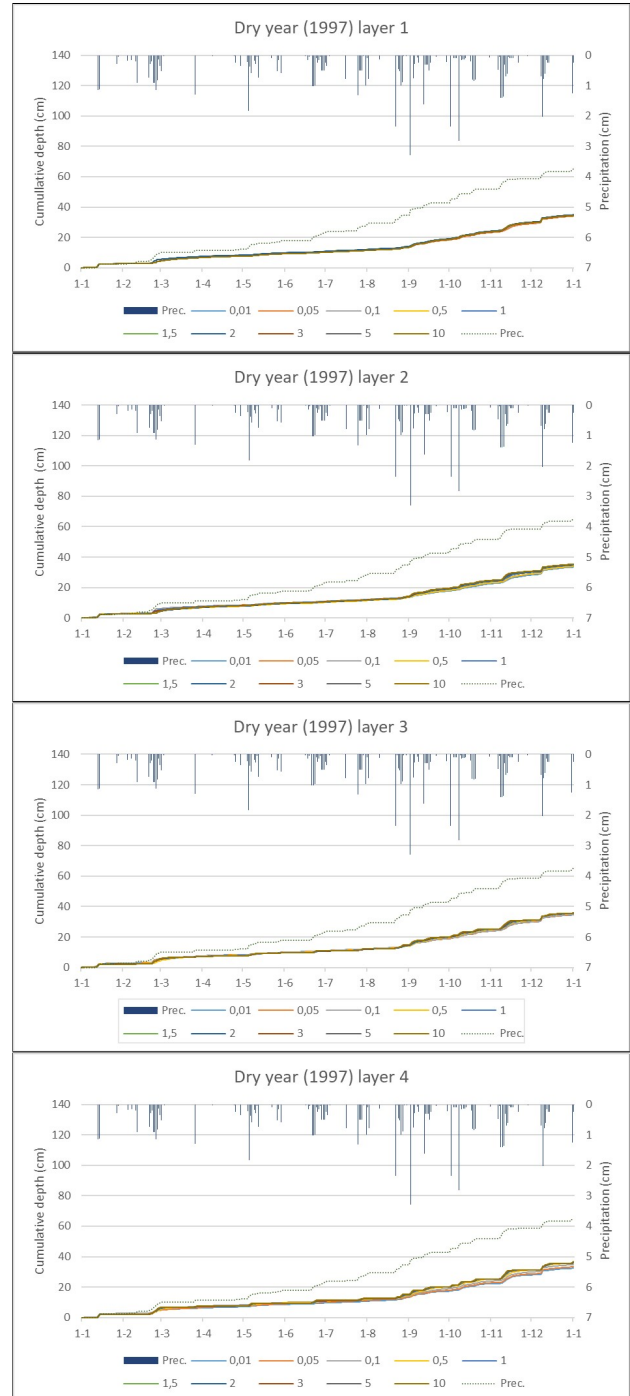 Dry year (1997) layer 1
Cumullative depth (cm)
140
120
100
80
60
40
20
0
0
1
2
3
4
5
6
7
Precipitation (cm)
1-1 1-2 1-3 1-4 1-5 1-6 1-7 1-8 1-9 1-10 1-11 1-12 1-1
Prec. 0,01 0,05 0,1 0,5 1
1,5 2 3 5 10 Prec.
Dry year (1997) layer 2
Cumulative depth (cm)
140
120
100
80
60
40
20
0
0
1
2
3
4
5
6
7
Precipitation (cm)
1-1 1-2 1-3 1-4 1-5 1-6 1-7 1-8 1-9 1-10 1-11 1-12 1-1
Prec. 0,01 0,05 0,1 0,5 1
1,5 2 3 5 10 Prec.
Dry year (1997) layer 3
Cumulative depth (cm)
140
120
100
80
60
40
20
0
0
1
2
3
4
5
6
7
Precipitation (cm)
1-1 1-2 1-3 1-4 1-5 1-6 1-7 1-8 1-9 1-10 1-11 1-12 1-1
Prec. 0,01 0,05 0,1 0,5 1
1,5 2 3 5 10 Prec.
Dry year (1997) layer 4
Cumulative depth (cm)
140
120
100
80
60
40
20
0
0
1
2
3
4
5
6
7
Precipitation (cm)
1-1 1-2 1-3 1-4 1-5 1-6 1-7 1-8 1-9 1-10 1-11 1-12 1-1
Prec. 0,01 0,05 0,1 0,5 1
1,5 2 3 5 10 Prec.